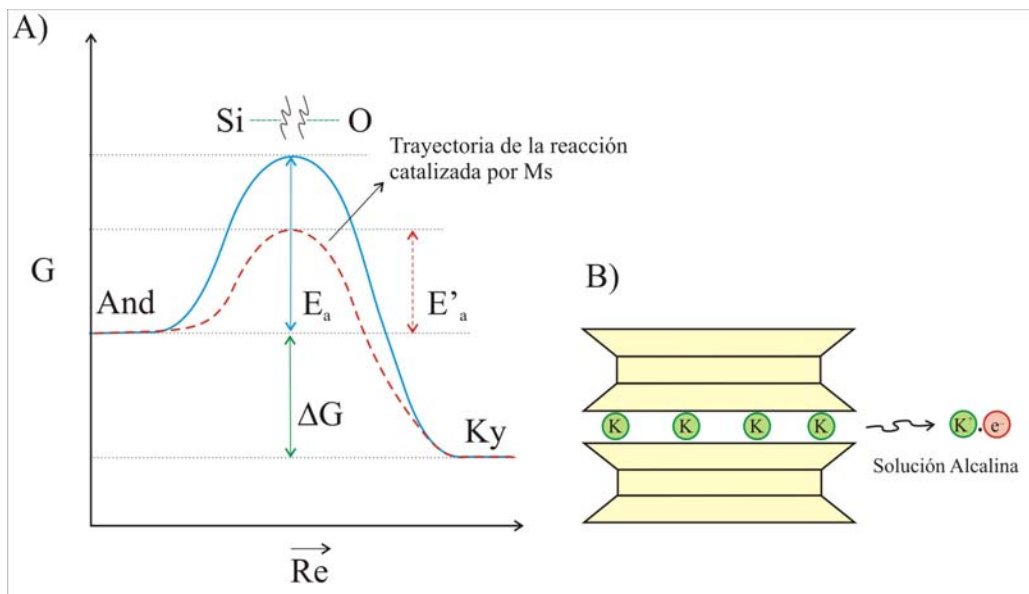 A)
Si O
Trayectoria de la reacción
catalizada por Ms
G
And
Eₐ
E’ₐ
ΔG
Ky
Re
B)
K K K K K⁺.e⁻
Solución Alcalina